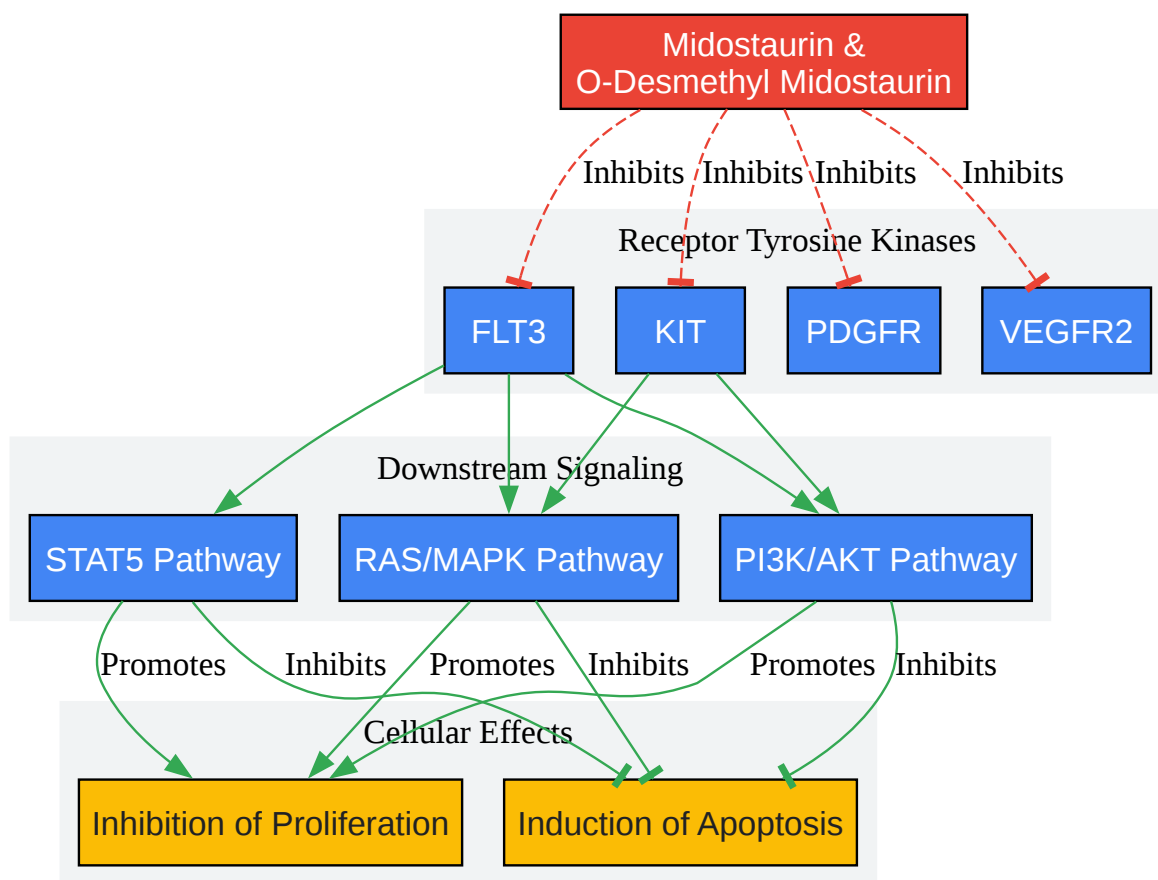 Midostaurin &
O-Desmethyl Midostaurin
Inhibits
Inhibits
Inhibits
Inhibits
Receptor Tyrosine Kinases
FLT3
KIT
PDGFR
VEGFR2
Downstream Signaling
STAT5 Pathway
RAS/MAPK Pathway
PI3K/AKT Pathway
Promotes
Inhibits
Promotes
Inhibits
Promotes
Inhibits
Cellular Effects
Inhibition of Proliferation
Induction of Apoptosis